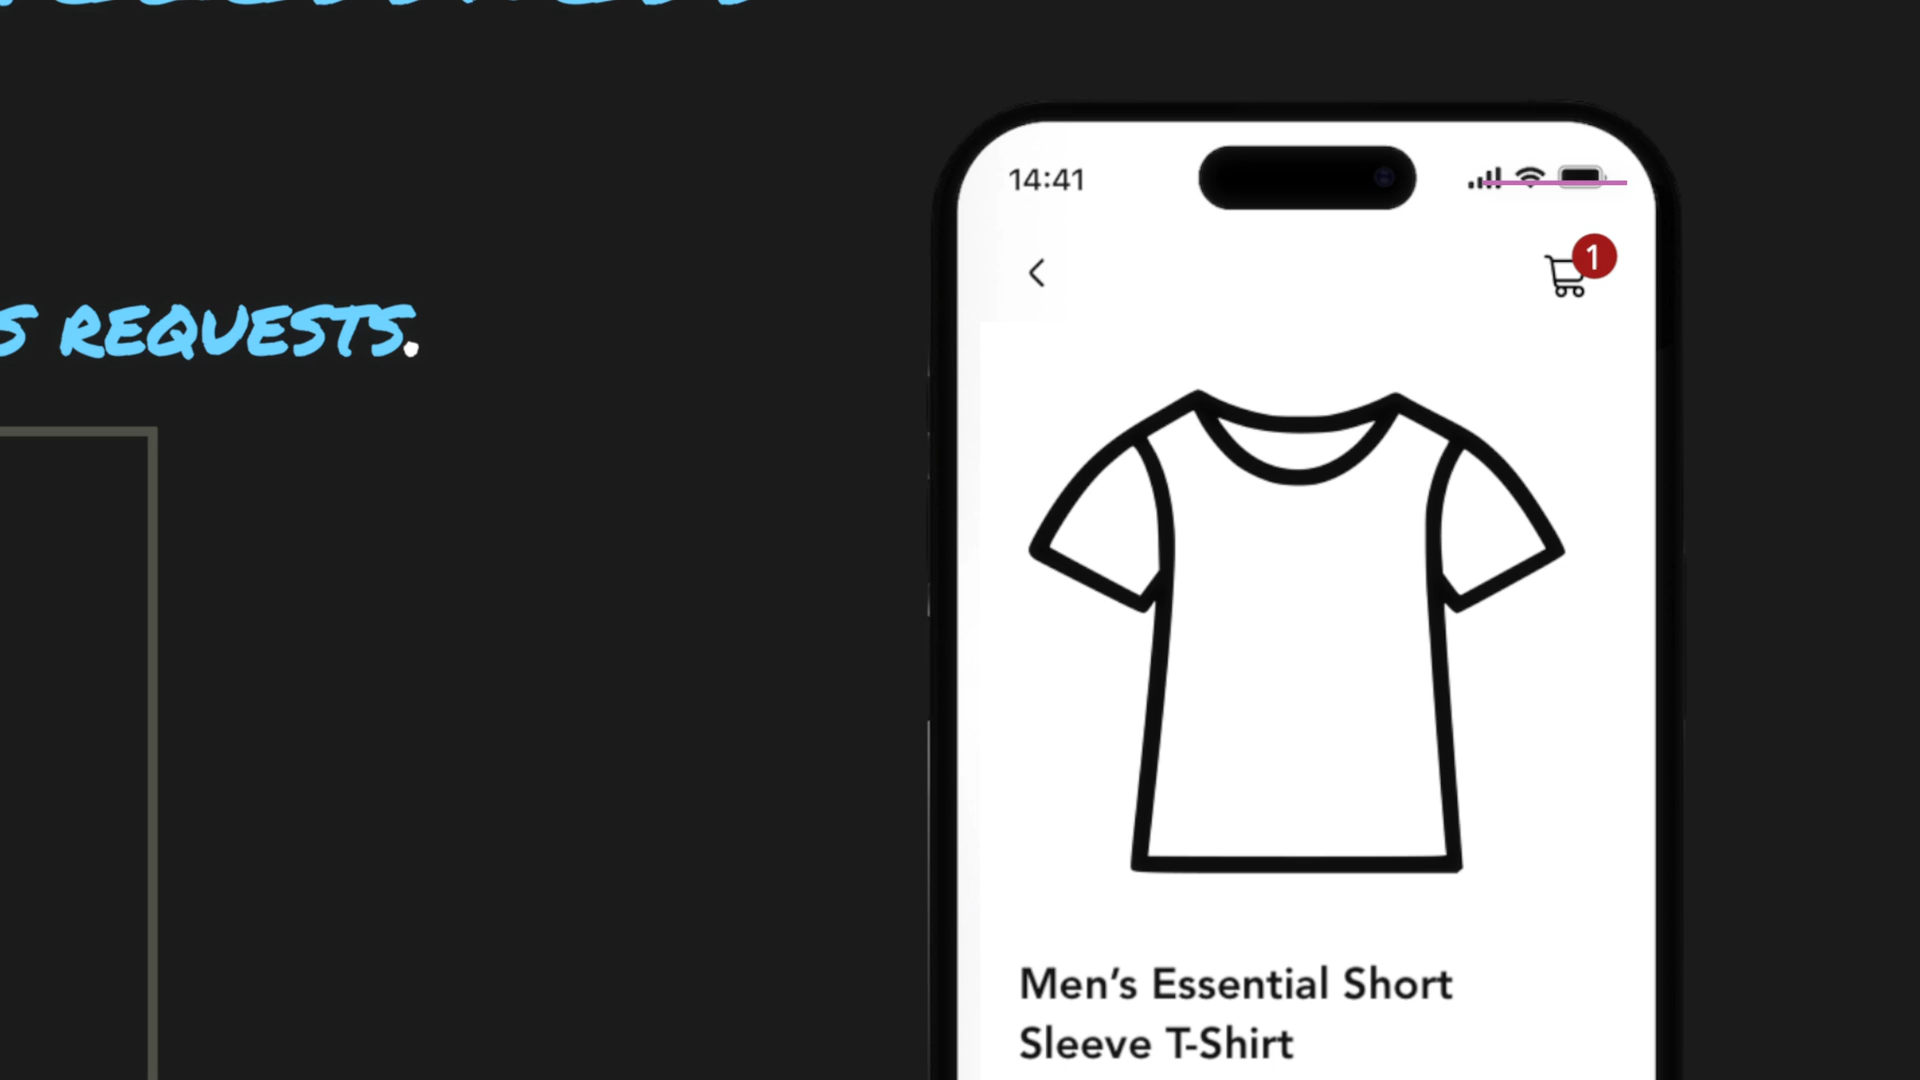 S REQUESTS.
14:41
1
Men’s Essential Short
Sleeve T-Shirt